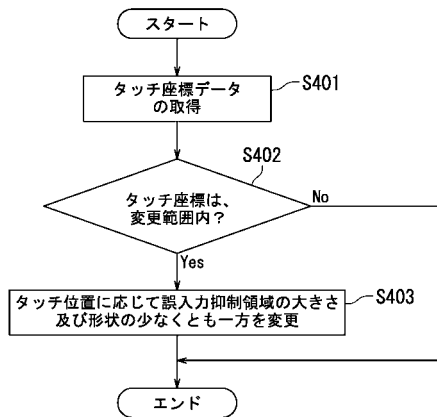 スタート
タッチ座標データ
の取得
S401
S402
タッチ座標は、
変更範囲内?
No
Yes
タッチ位置に応じて誤入力抑制領域の大きさ
及び形状の少なくとも一方を変更
S403
エンド